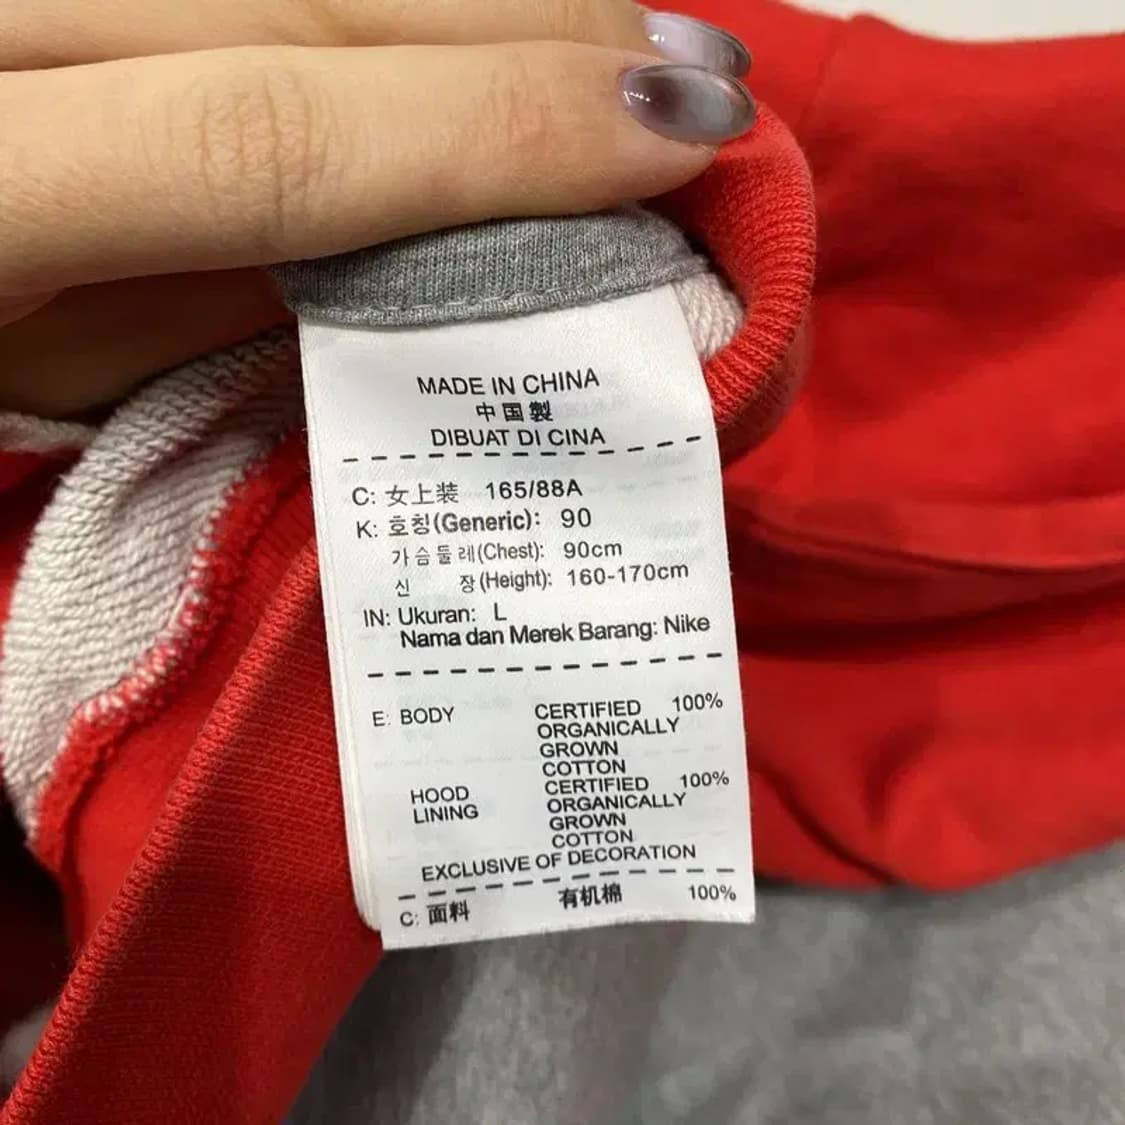 MADE IN CHINA
中国製
DIBUAT DI CINA
C: 女上装 165/88A
K: 호칭(Generic): 90
가슴둘레(Chest): 90cm
신 장(Height): 160-170cm
IN: Ukuran: L
Nama dan Merek Barang: Nike
E: BODY CERTIFIED 100%
ORGANICALLY
GROWN
COTTON
HOOD CERTIFIED 100%
LINING ORGANICALLY
GROWN
COTTON
EXCLUSIVE OF DECORATION
C: 面料 有机棉 100%